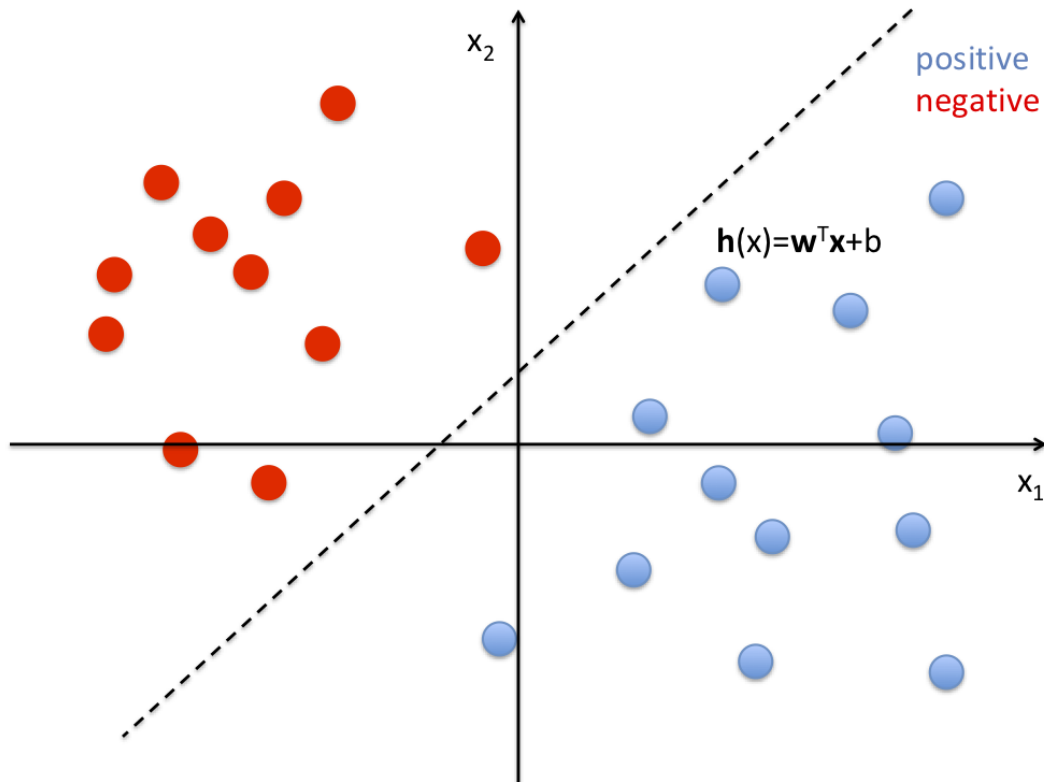 x₂
positive
negative
h(x)=wᵀx+b
x₁